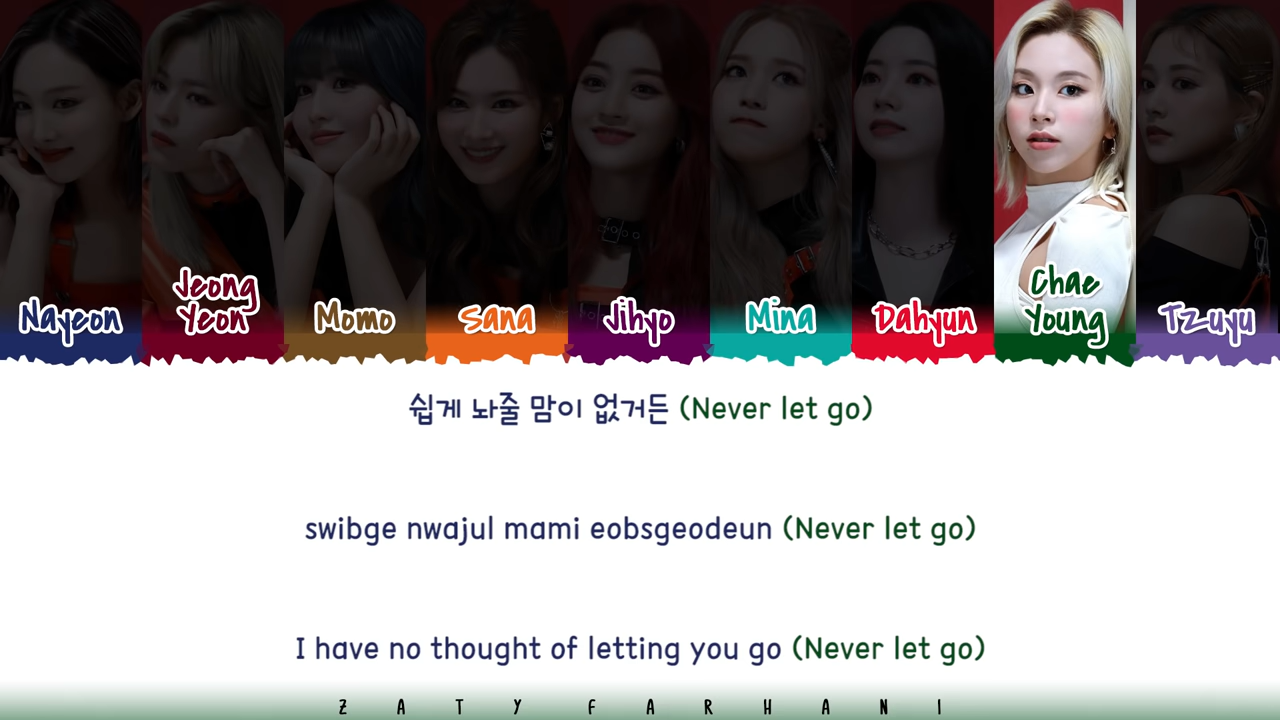 Nayeon
Jeong
Yeon
Momo
Sana
Jihyo
Mina
Dahyun
Chae
Young
Tzuyu
쉽게 놔줄 맘이 없거든 (Never let go)
swibge nwajul mami eobsgeodeun (Never let go)
I have no thought of letting you go (Never let go)
ZATY FARHANI